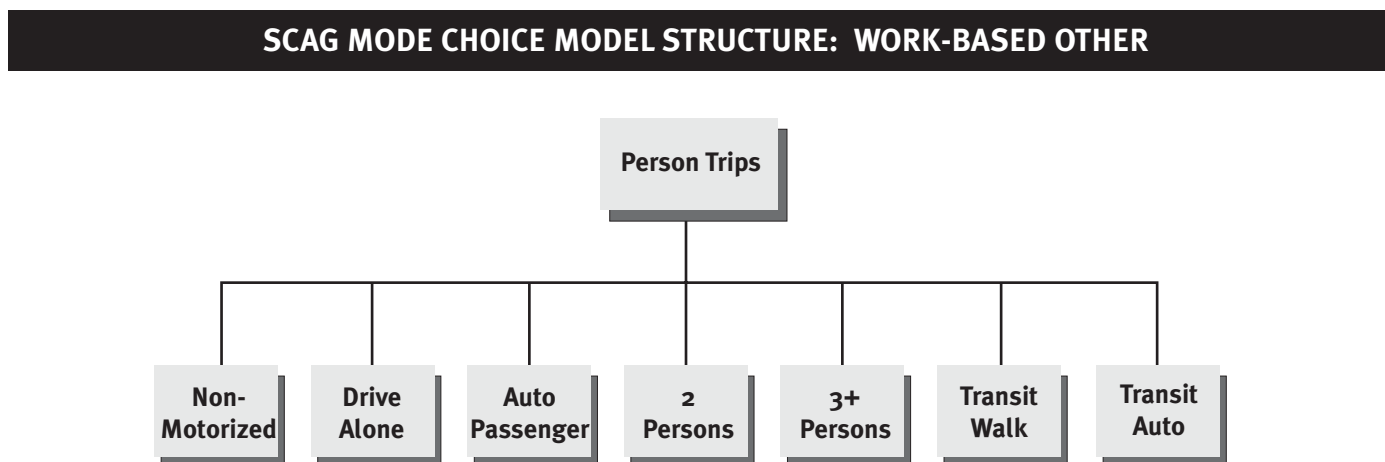 SCAG MODE CHOICE MODEL STRUCTURE: WORK-BASED OTHER
Person Trips
Non-
Motorized
Drive
Alone
Auto
Passenger
2
Persons
3+
Persons
Transit
Walk
Transit
Auto